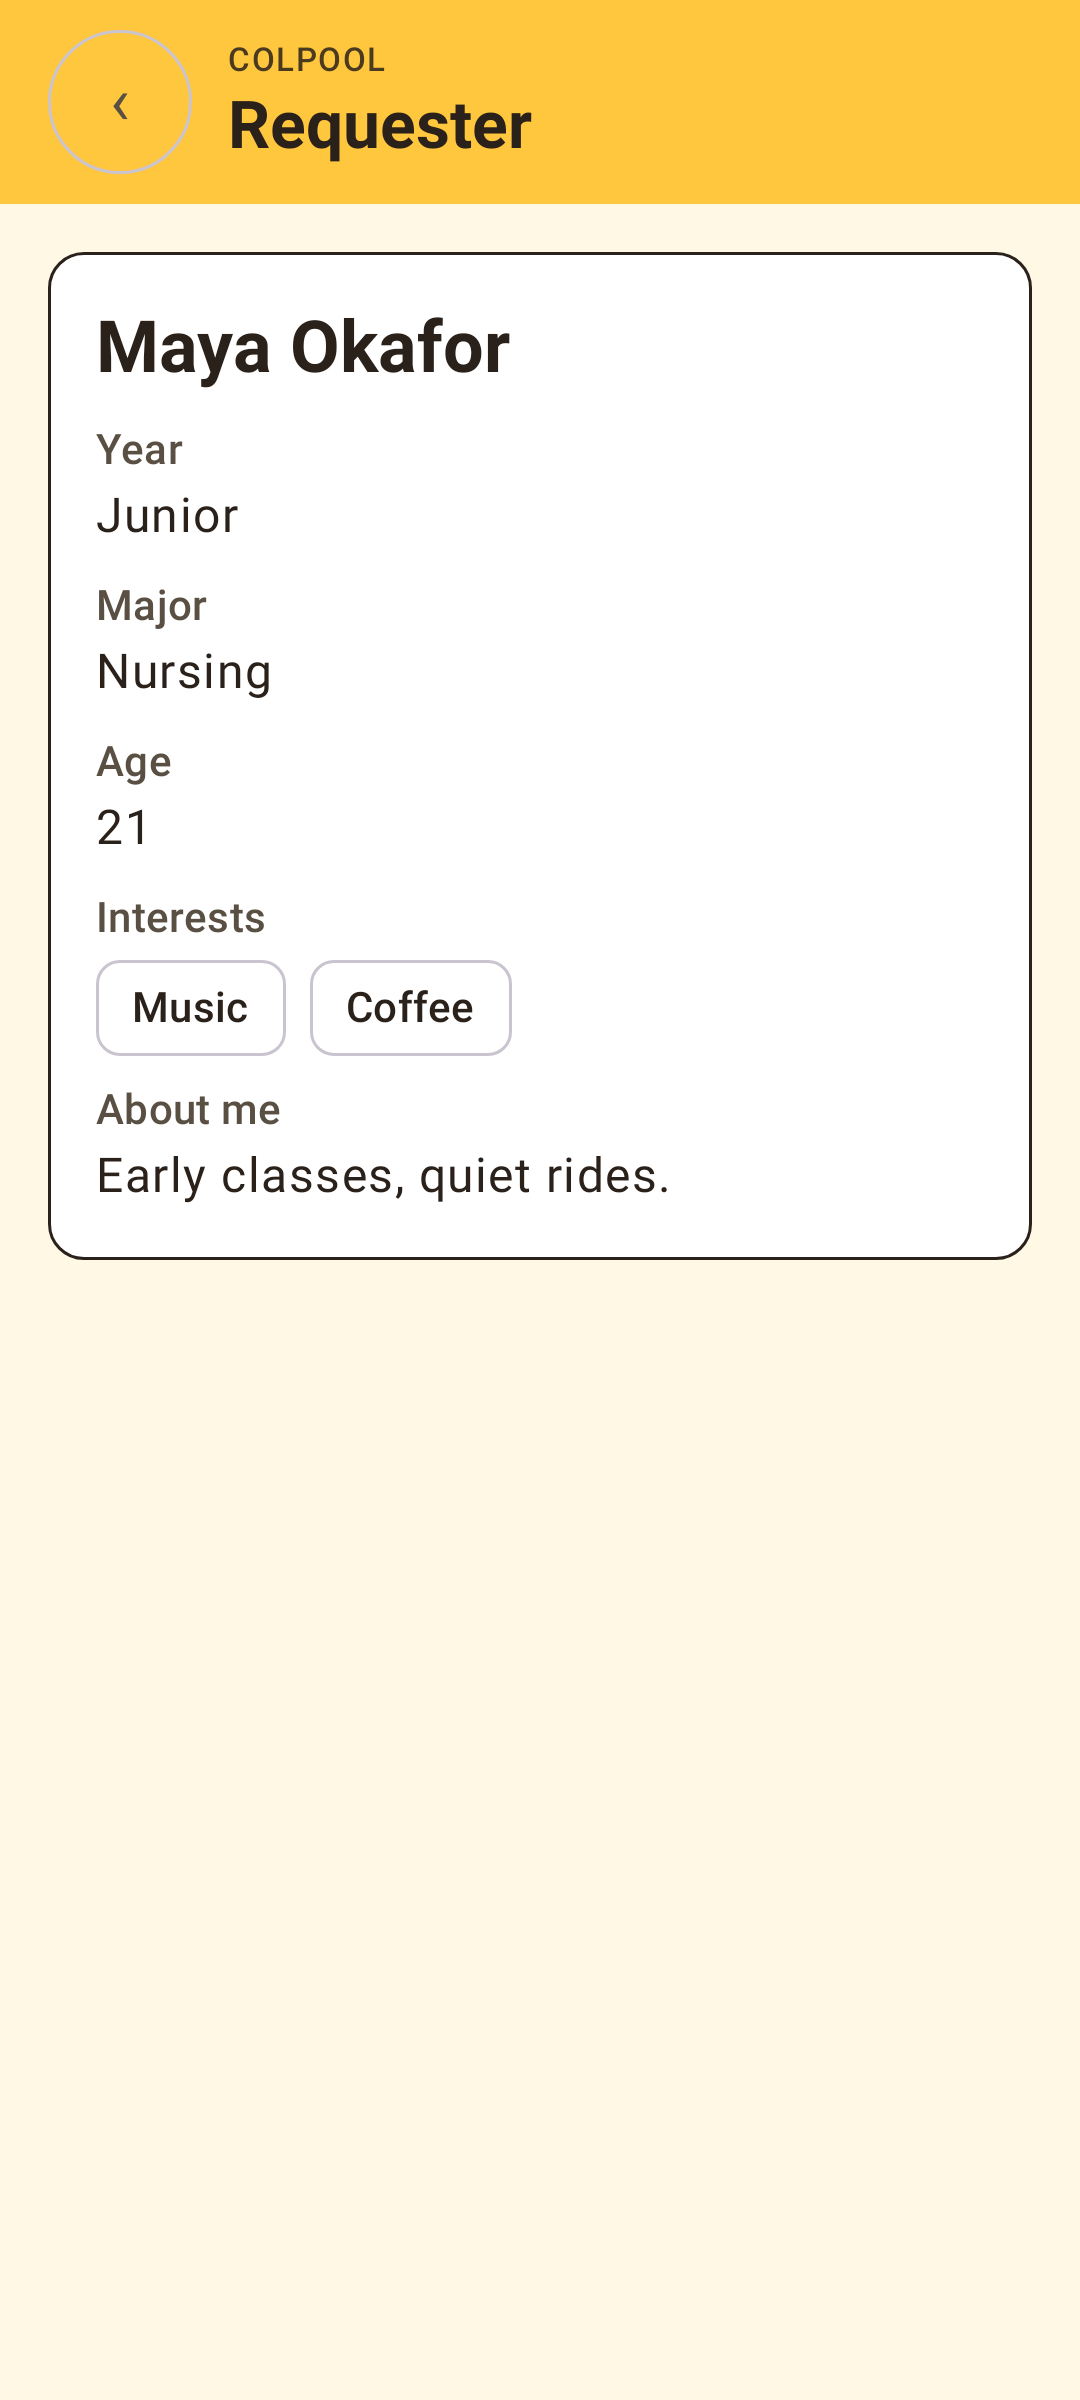 ‹
COLPOOL
Requester
Maya Okafor
Year
Junior
Major
Nursing
Age
21
Interests
Music
Coffee
About me
Early classes, quiet rides.